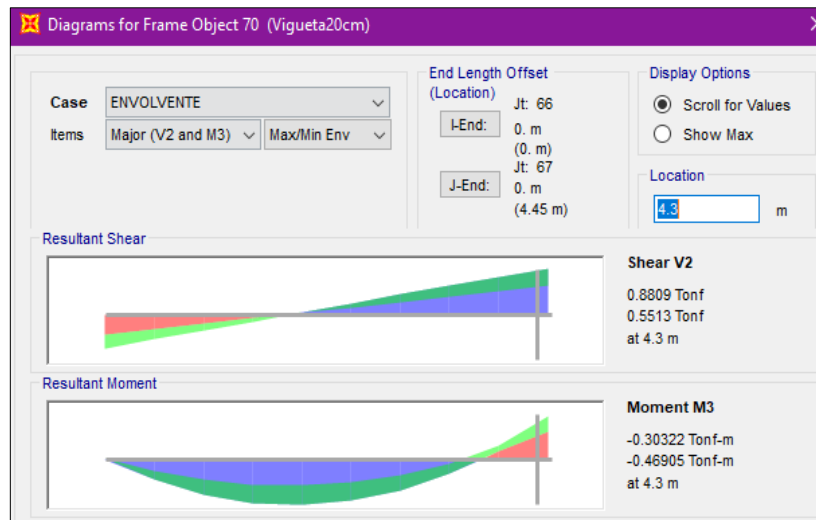 Diagrams for Frame Object 70 (Vigueta20cm)
Case ENVOLVENTE
Items Major (V2 and M3) Max/Min Env
End Length Offset
(Location)
Jt: 66
I-End: 0. m
(0. m)
Jt: 67
J-End: 0. m
(4.45 m)
Display Options
Scroll for Values
Show Max
Location
4.3 m
Resultant Shear
Shear V2
0.8809 Tonf
0.5513 Tonf
at 4.3 m
Resultant Moment
Moment M3
-0.30322 Tonf-m
-0.46905 Tonf-m
at 4.3 m